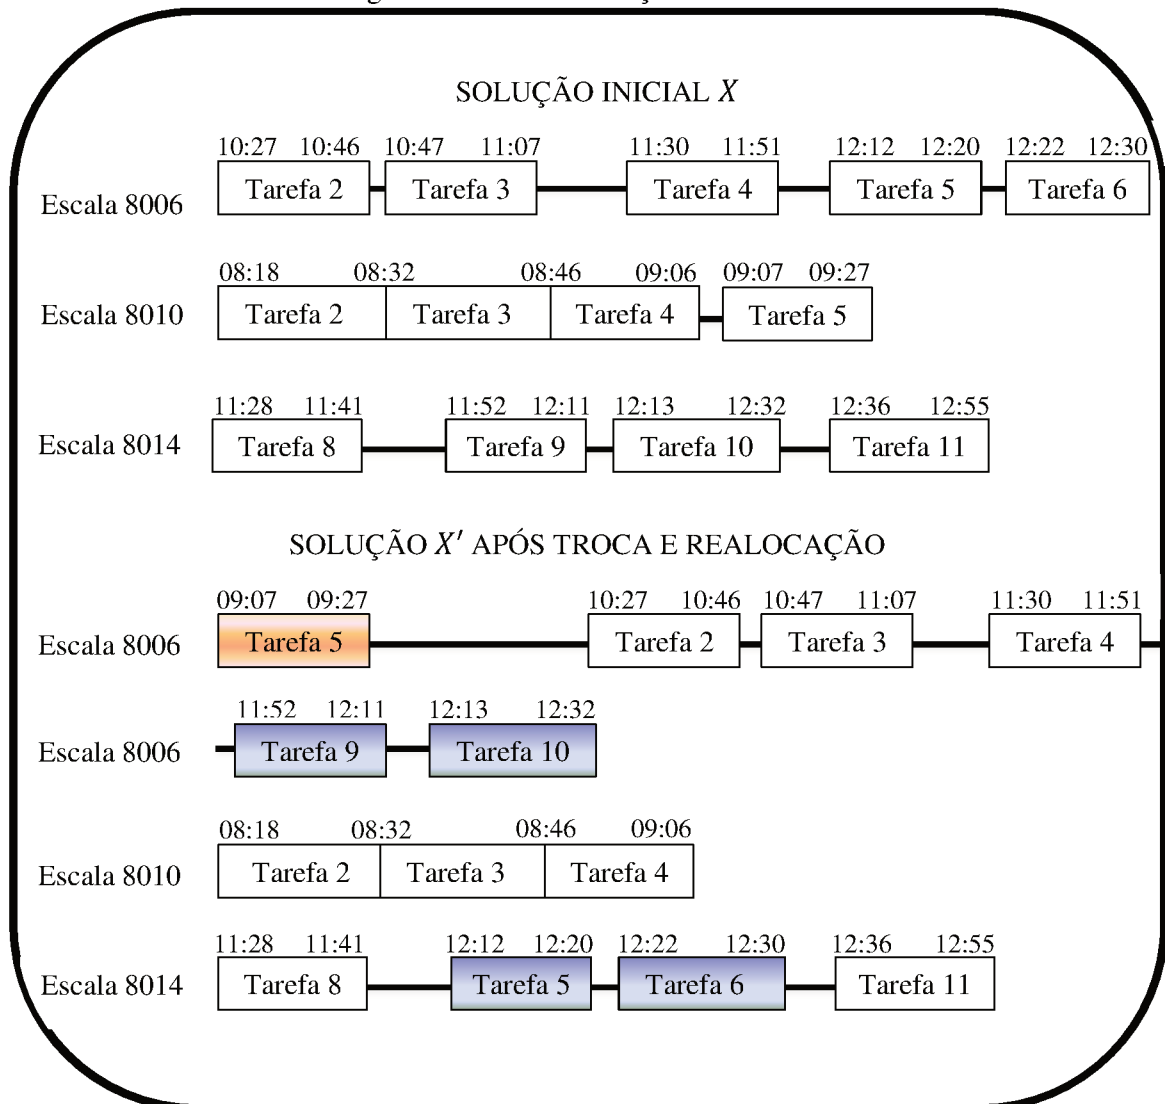 SOLUÇÃO INICIAL X
10:27 10:46 10:47 11:07 11:30 11:51 12:12 12:20 12:22 12:30
Escala 8006 Tarefa 2 Tarefa 3 Tarefa 4 Tarefa 5 Tarefa 6
08:18 08:32 08:46 09:06 09:07 09:27
Escala 8010 Tarefa 2 Tarefa 3 Tarefa 4 Tarefa 5
11:28 11:41 11:52 12:11 12:13 12:32 12:36 12:55
Escala 8014 Tarefa 8 Tarefa 9 Tarefa 10 Tarefa 11
SOLUÇÃO X' APÓS TROCA E REALOCAÇÃO
09:07 09:27 10:27 10:46 10:47 11:07 11:30 11:51
Escala 8006 Tarefa 5 Tarefa 2 Tarefa 3 Tarefa 4
11:52 12:11 12:13 12:32
Escala 8006 Tarefa 9 Tarefa 10
08:18 08:32 08:46 09:06
Escala 8010 Tarefa 2 Tarefa 3 Tarefa 4
11:28 11:41 12:12 12:20 12:22 12:30 12:36 12:55
Escala 8014 Tarefa 8 Tarefa 5 Tarefa 6 Tarefa 11